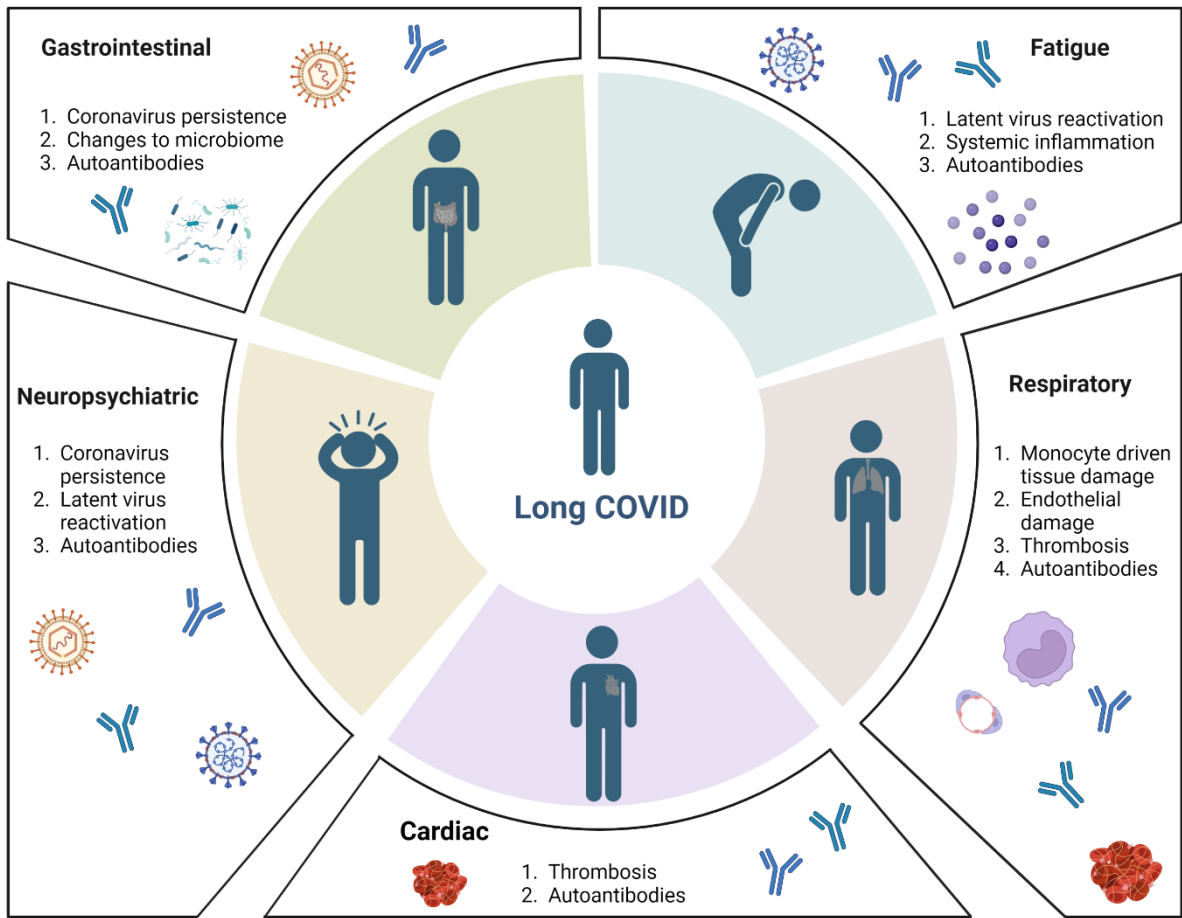 Gastrointestinal
1. Coronavirus persistence
2. Changes to microbiome
3. Autoantibodies
Fatigue
1. Latent virus reactivation
2. Systemic inflammation
3. Autoantibodies
Neuropsychiatric
1. Coronavirus
persistence
2. Latent virus
reactivation
3. Autoantibodies
Long COVID
Respiratory
1. Monocyte driven
tissue damage
2. Endothelial
damage
3. Thrombosis
4. Autoantibodies
Cardiac
1. Thrombosis
2. Autoantibodies